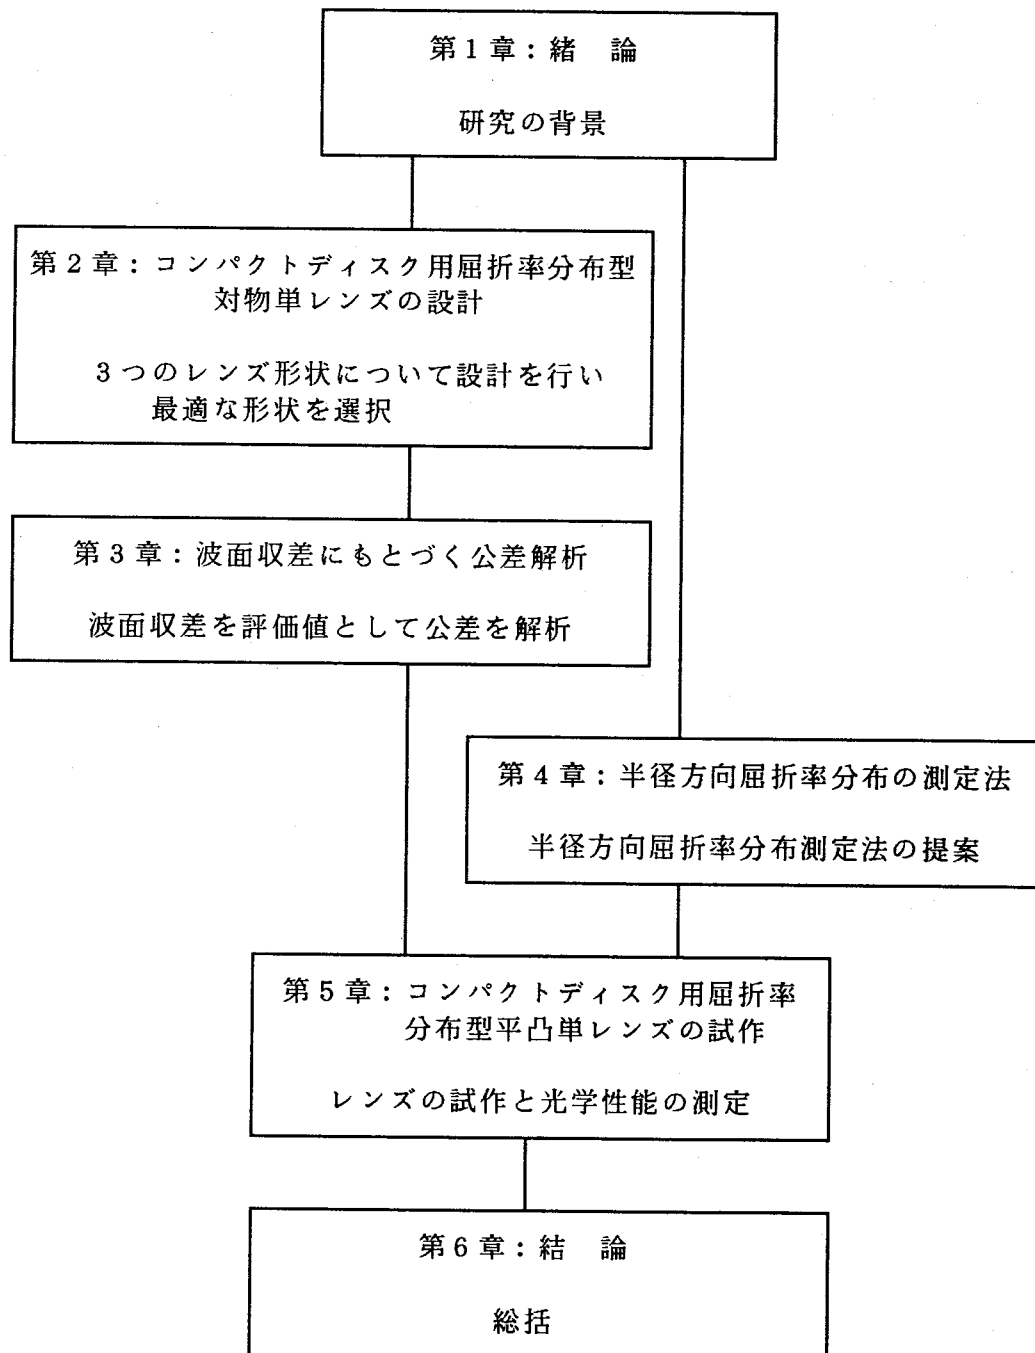 第1章：緒　論
研究の背景
第2章：コンパクトディスク用屈折率分布型
対物単レンズの設計
3つのレンズ形状について設計を行い
最適な形状を選択
第3章：波面収差にもとづく公差解析
波面収差を評価値として公差を解析
第4章：半径方向屈折率分布の測定法
半径方向屈折率分布測定法の提案
第5章：コンパクトディスク用屈折率
分布型平凸単レンズの試作
レンズの試作と光学性能の測定
第6章：結　論
総括